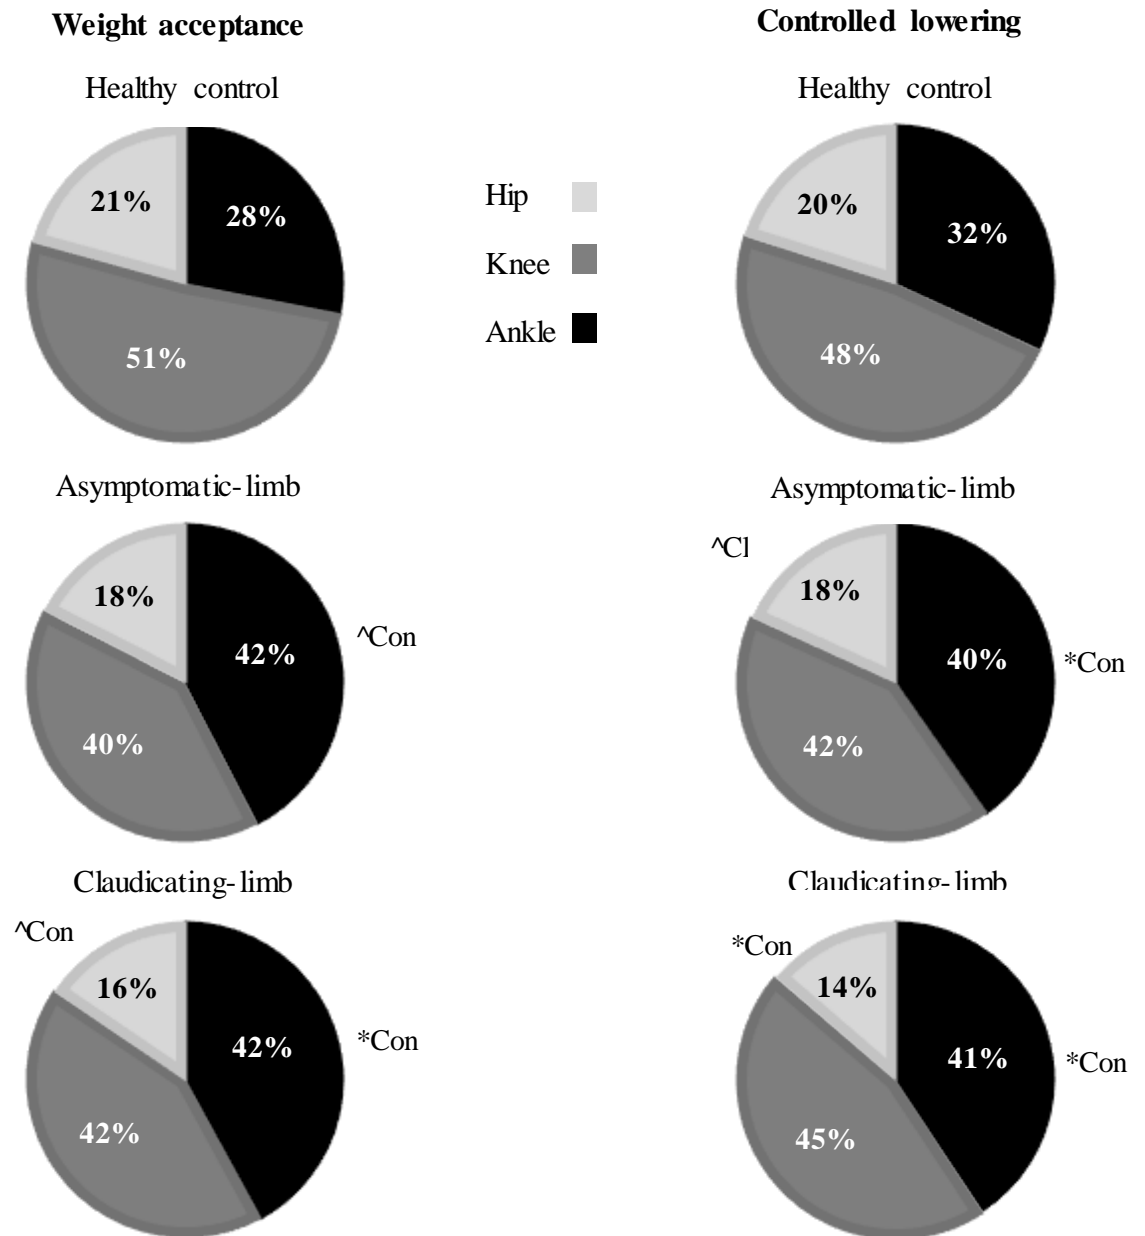 Weight acceptance
Controlled lowering
Healthy control
Healthy control
21%
28%
51%
Hip
Knee
Ankle
20%
32%
48%
Asymptomatic-limb
Asymptomatic-limb
18%
42%
^Con
40%
^Cl
18%
40%
*Con
42%
Claudicating-limb
Claudicating-limb
^Con
16%
42%
*Con
42%
*Con
14%
41%
*Con
45%